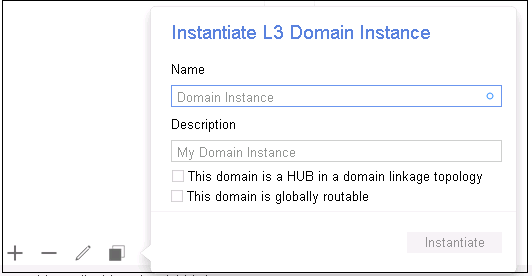 Instantiate L3 Domain Instance
Name
Domain Instance
Description
My Domain Instance
This domain is a HUB in a domain linkage topology
This domain is globally routable
Instantiate